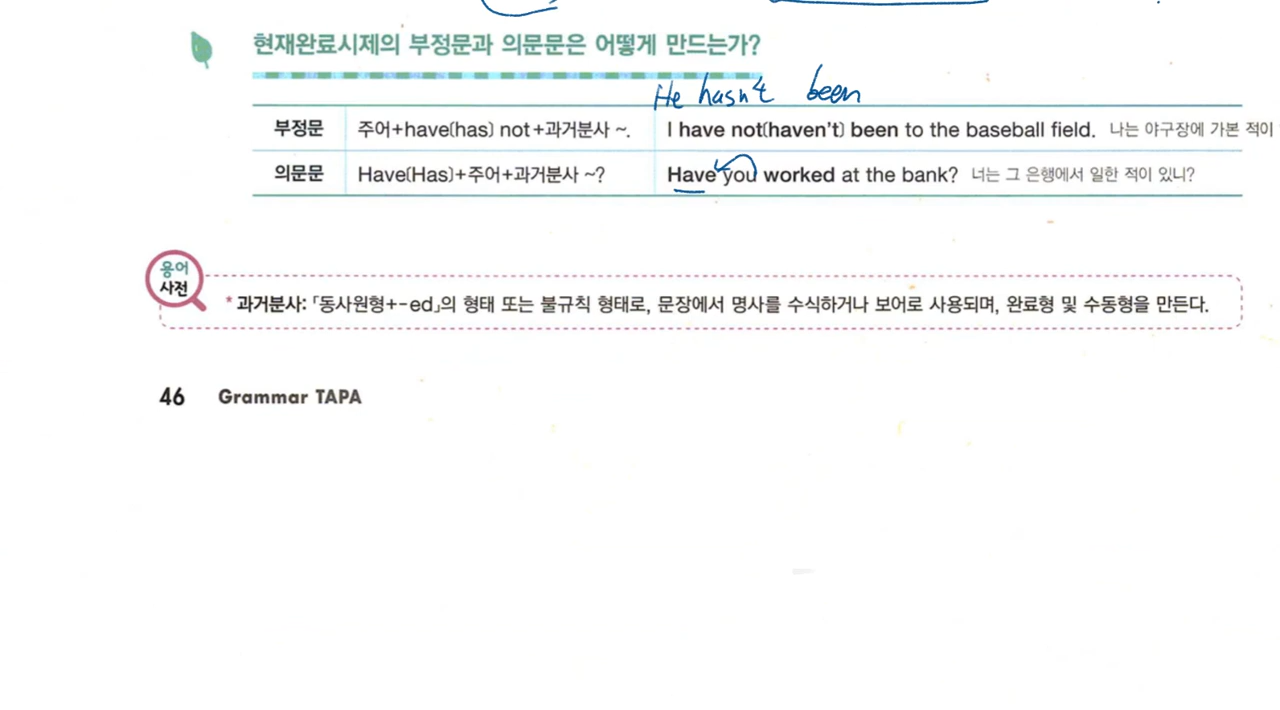 현재완료시제의 부정문과 의문문은 어떻게 만드는가?
He hasn't been
부정문 주어+have(has) not+과거분사 ~. I have not(haven't) been to the baseball field. 나는 야구장에 가본 적이
의문문 Have(Has)+주어+과거분사 ~? Have you worked at the bank? 너는 그 은행에서 일한 적이 있니?
용어
사전
* 과거분사: 「동사원형+-ed」의 형태 또는 불규칙 형태로, 문장에서 명사를 수식하거나 보어로 사용되며, 완료형 및 수동형을 만든다.
46 Grammar TAPA